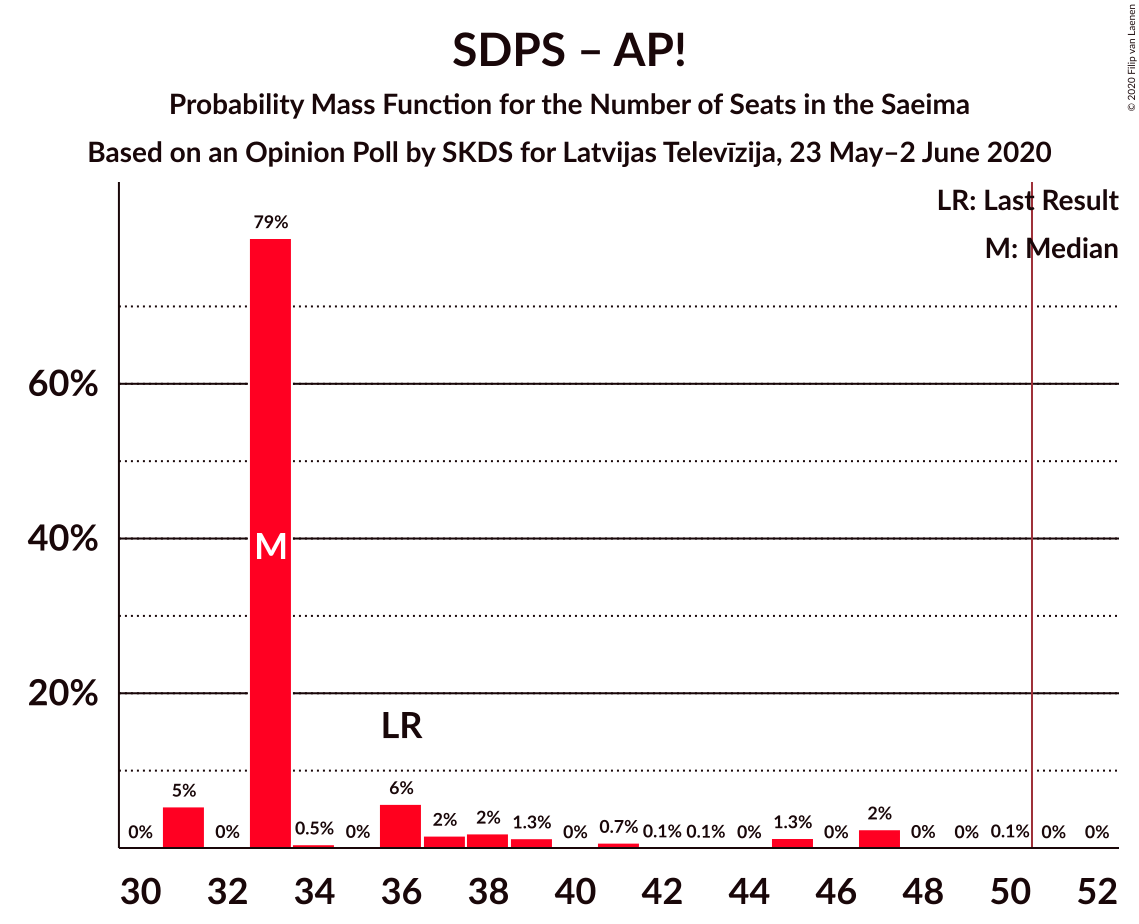 SDPS – AP!
Probability Mass Function for the Number of Seats in the Saeima
Based on an Opinion Poll by SKDS for Latvijas Televīzija, 23 May–2 June 2020
© 2020 Filip van Laenen
LR: Last Result
M: Median
79%
60%
40%
M
20%
LR
0% 5% 0% 0.5% 0% 6% 2% 2% 1.3% 0% 0.7% 0.1% 0.1% 0% 1.3% 0% 2% 0% 0% 0.1% 0% 0%
30 32 34 36 38 40 42 44 46 48 50 52